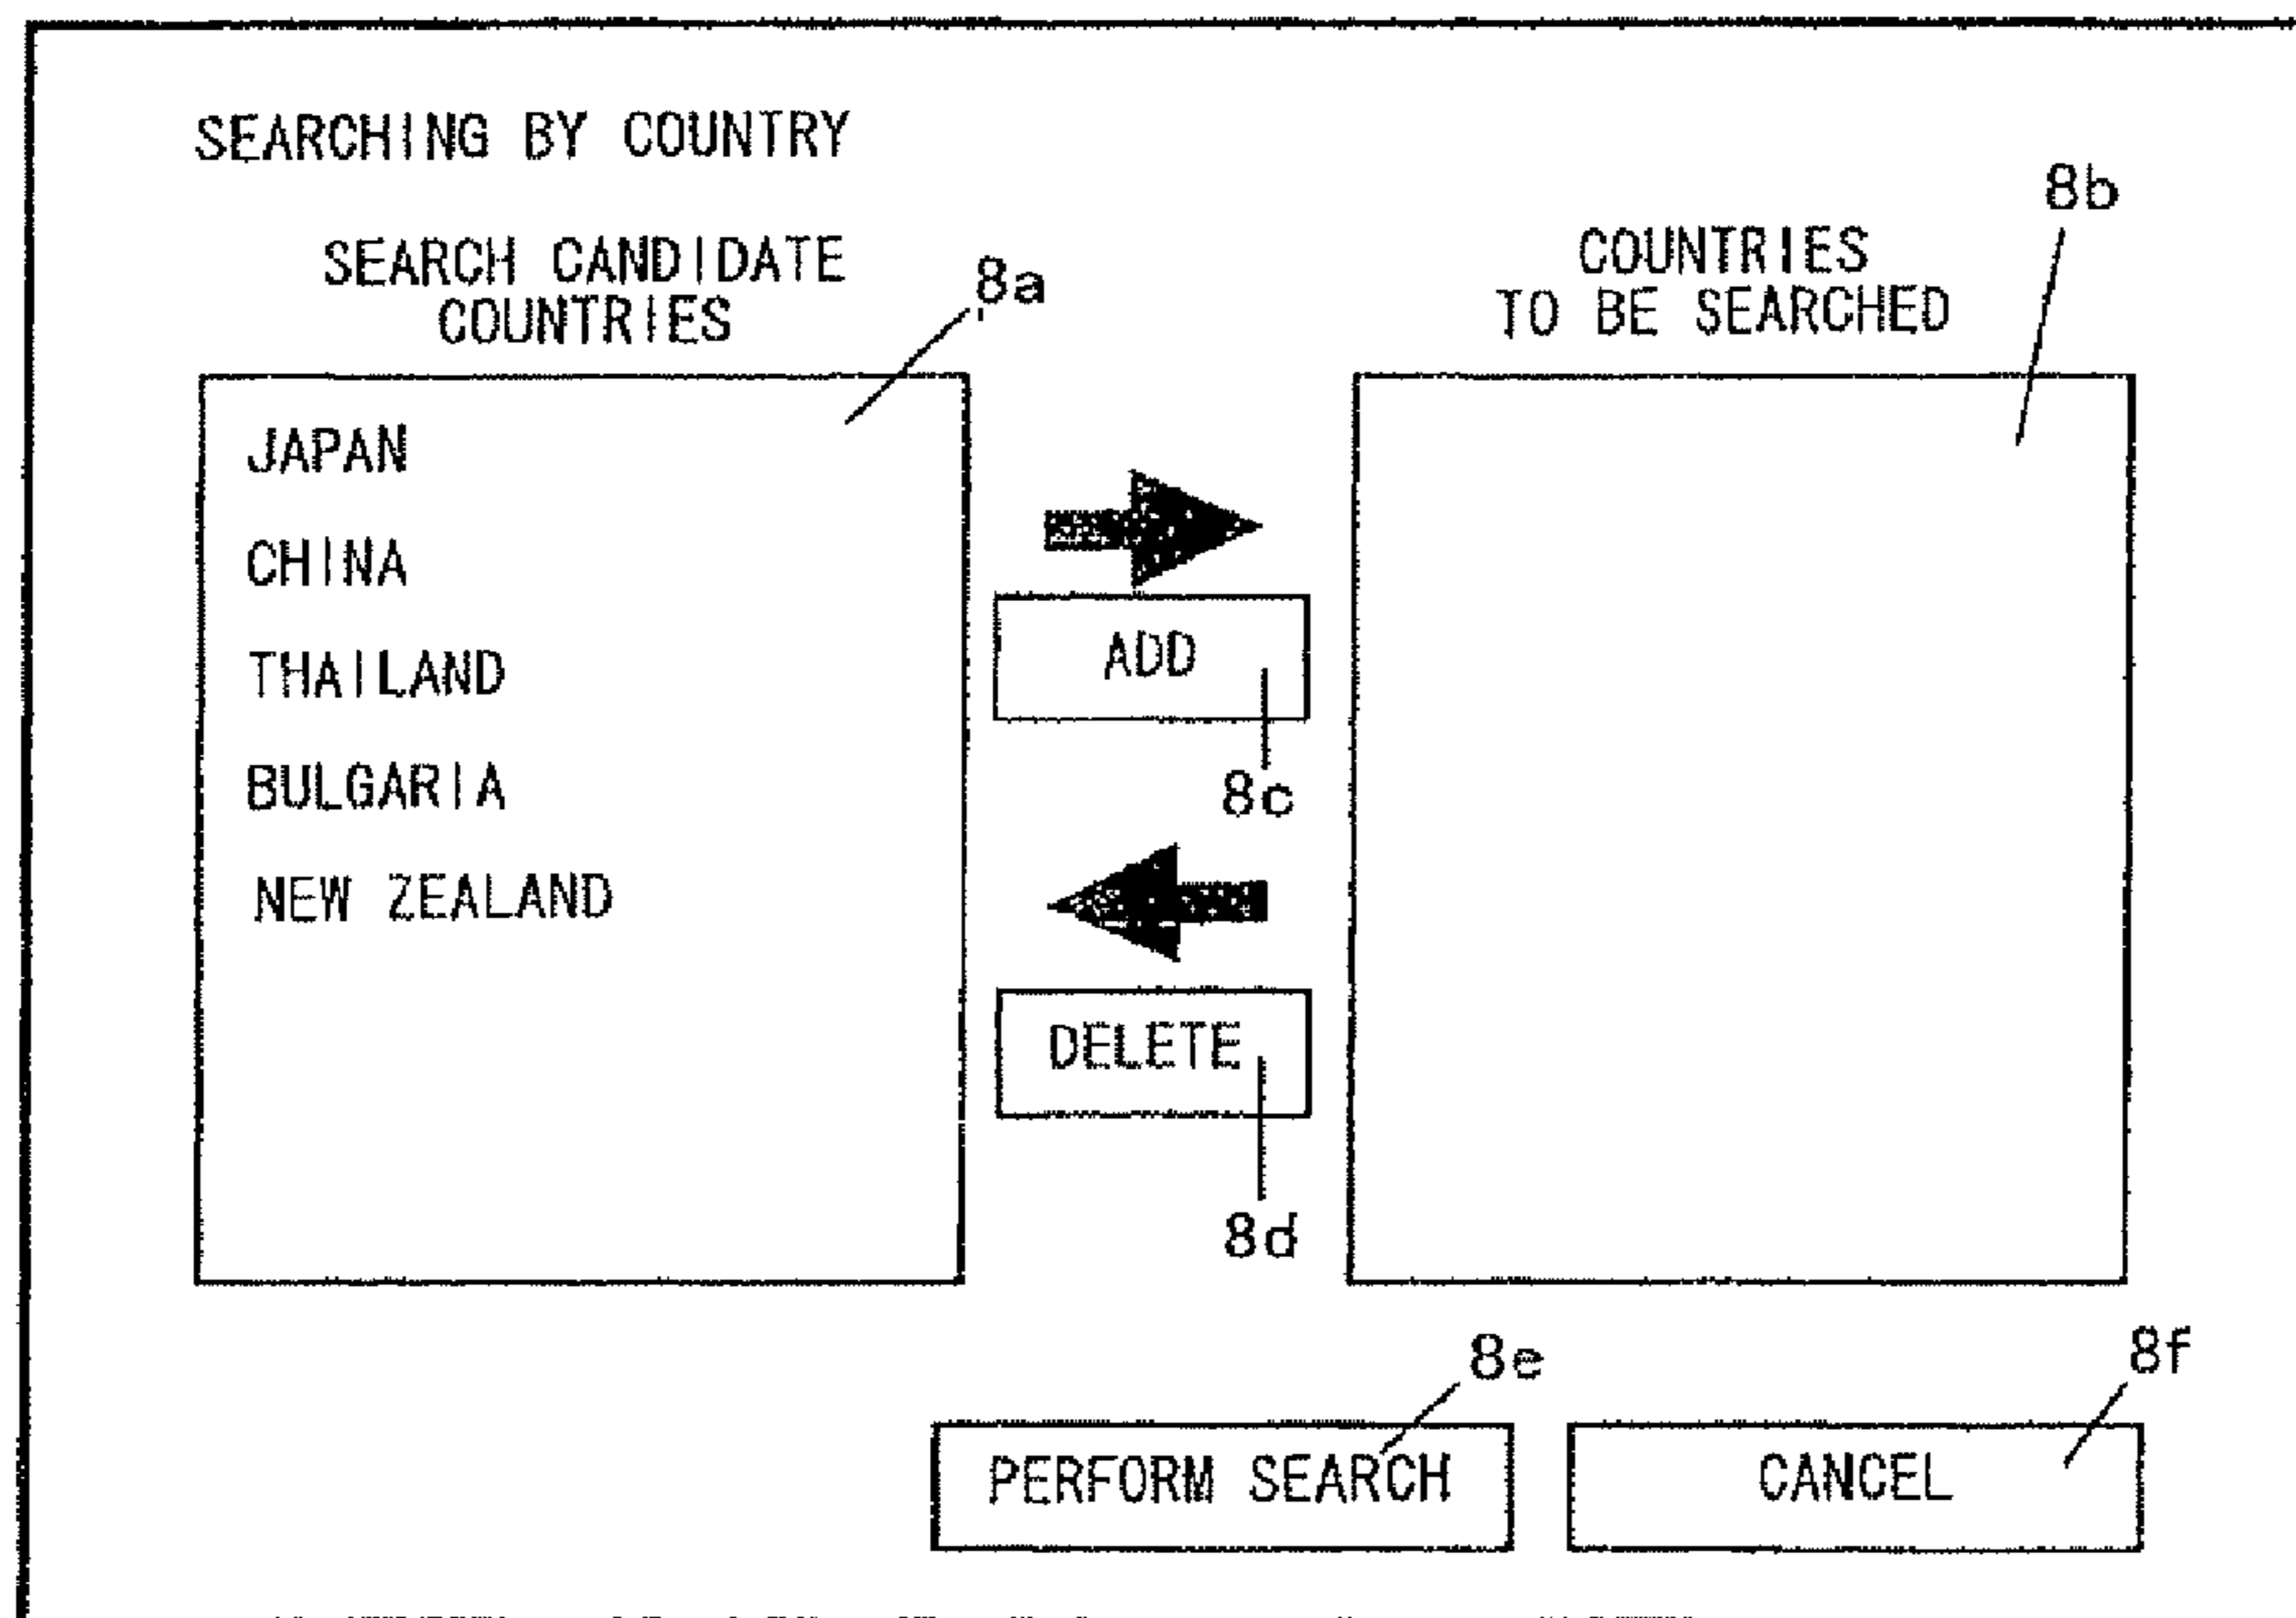 SEARCHING BY COUNTRY
8b
SEARCH CANDIDATE
COUNTRIES
8a
COUNTRIES
TO BE SEARCHED
JAPAN
CHINA
THAILAND
BULGARIA
NEW ZEALAND
ADD
8c
DELETE
8d
8e
8f
PERFORM SEARCH
CANCEL